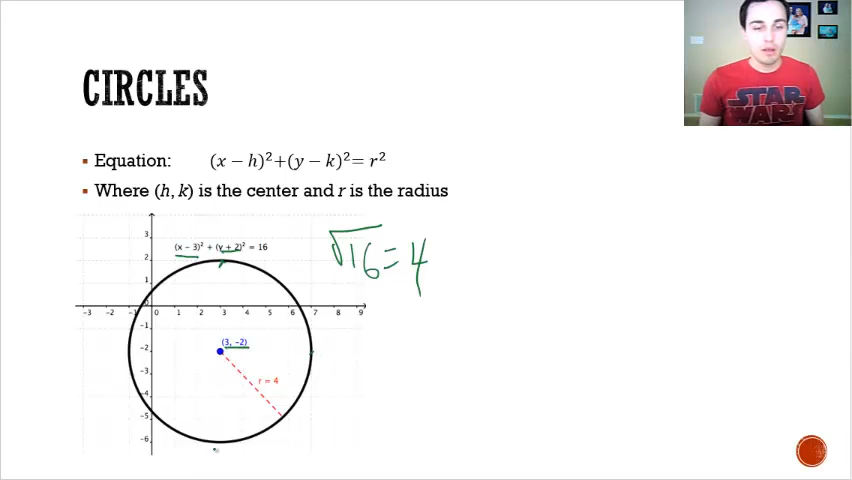 CIRCLES
STAR
WARS
▪ Equation: (x − h)²+(y − k)²= r²
▪ Where (h, k) is the center and r is the radius
(x − 3)² + (y + 2)² = 16
√16=4
3
2
1
0
-3 -2 -1 0 1 2 3 4 5 6 7 8 9
-1
-2
(3, -2)
-3
r = 4
-4
-5
-6